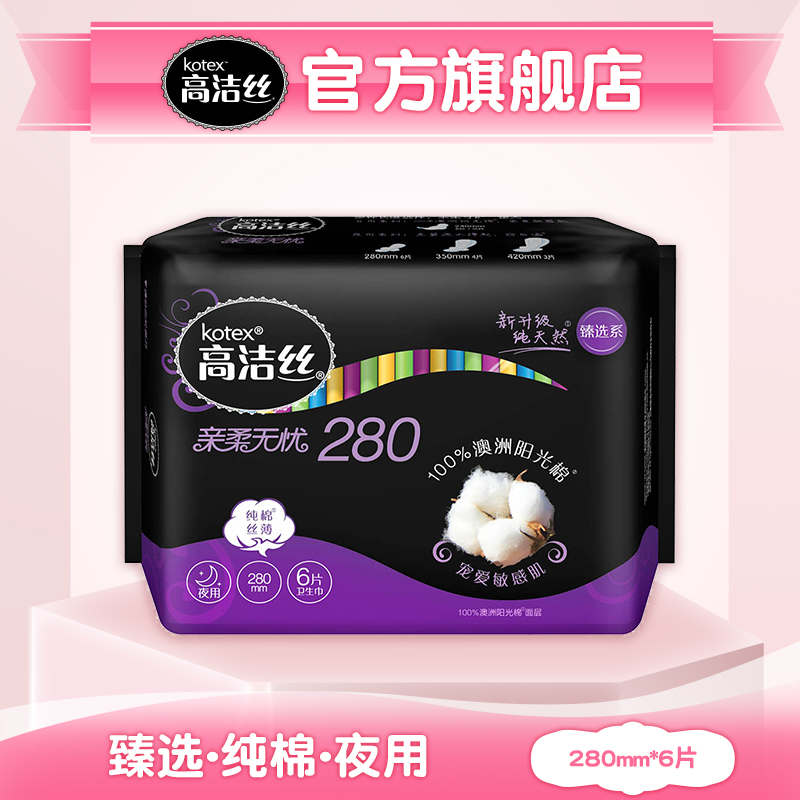 kotex™
高洁丝®
官方旗舰店
240mm
280mm 6片
350mm 4片
420mm 3片
kotex®
高洁丝®
新升级
纯天然①
臻选系
亲柔无忧 280
100%澳洲阳光棉
宠爱敏感肌
纯棉
丝薄
夜用
280
mm
6片
卫生巾
100%澳洲阳光棉 面层
臻选·纯棉·夜用
280mm*6片